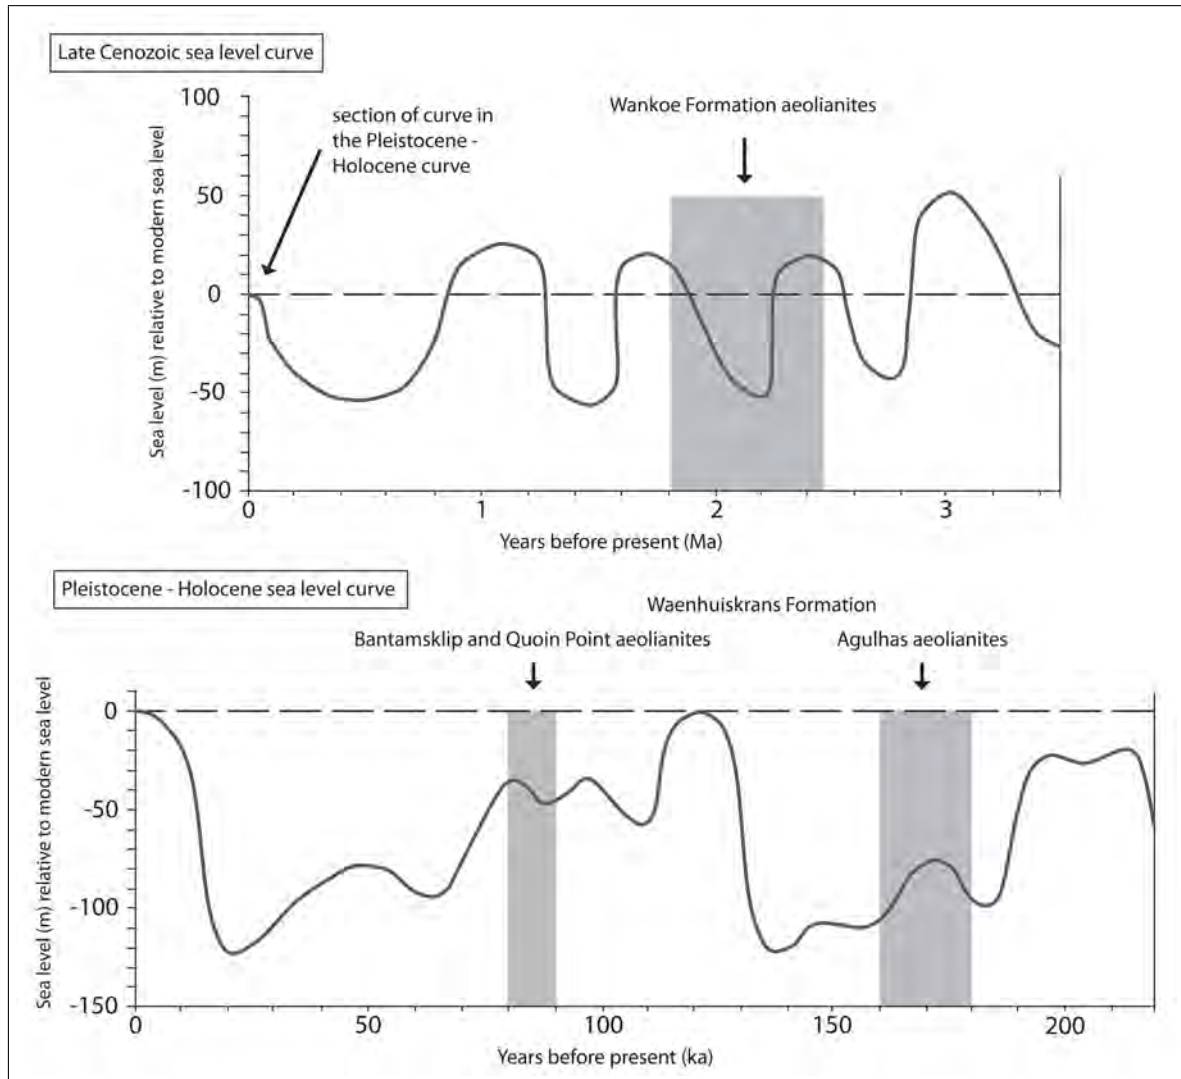 Late Cenozoic sea level curve
100
50
0
-50
-100
Sea level (m) relative to modern sea level
section of curve in
the Pleistocene -
Holocene curve
Wankoe Formation aeolianites
0
1
2
3
Years before present (Ma)
Pleistocene - Holocene sea level curve
Waenhuiskrans Formation
Bantamsklip and Quoin Point aeolianites
Agulhas aeolianites
0
-50
-100
-150
Sea level (m) relative to modern sea level
0
50
100
150
200
Years before present (ka)